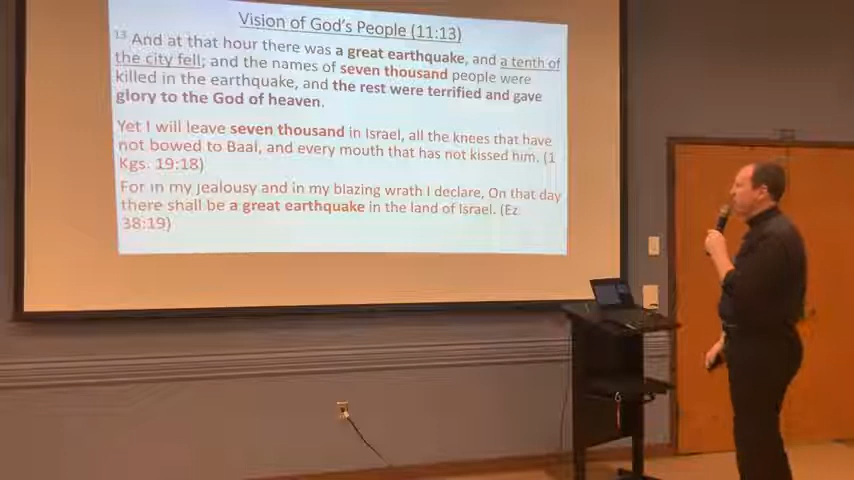 Vision of God's People (11:13)
13 And at that hour there was a great earthquake, and a tenth of
the city fell; and the names of seven thousand people were
killed in the earthquake, and the rest were terrified and gave
glory to the God of heaven.
Yet I will leave seven thousand in Israel, all the knees that have
not bowed to Baal, and every mouth that has not kissed him. (1
Kgs. 19:18)
For in my jealousy and in my blazing wrath I declare, On that day
there shall be a great earthquake in the land of Israel. (Ez.
38:19)